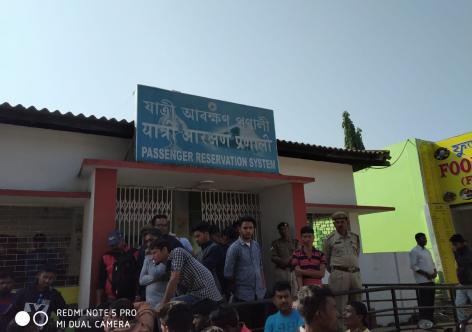 যাত্ৰী আৰক্ষণ প্ৰণালী
यात्री आरक्षण प्रणाली
PASSENGER RESERVATION SYSTEM
FOO
REDMI NOTE 5 PRO
MI DUAL CAMERA